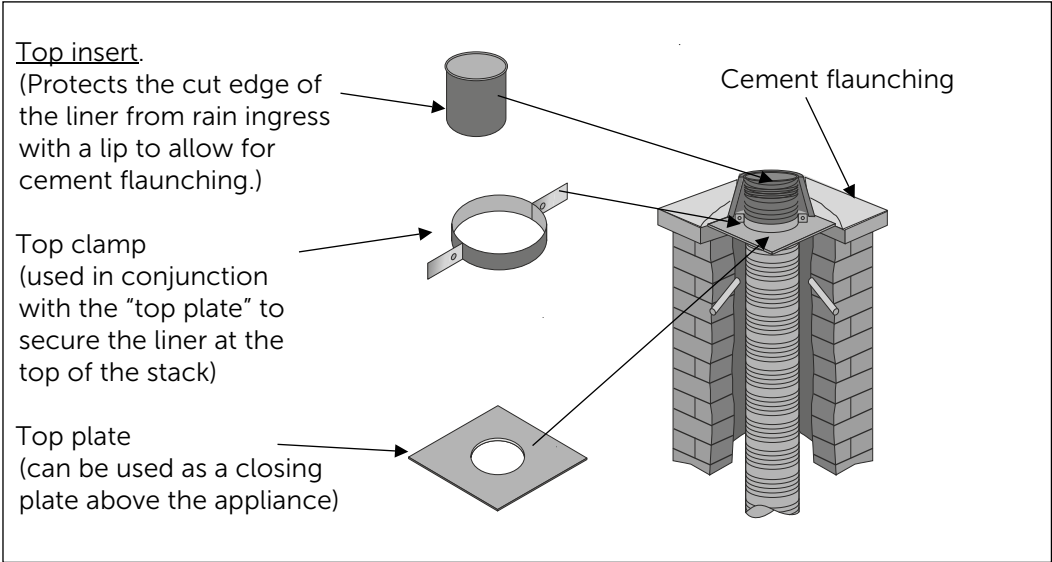 Top insert.
(Protects the cut edge of
the liner from rain ingress
with a lip to allow for
cement flaunching.)
Cement flaunching
Top clamp
(used in conjunction
with the “top plate” to
secure the liner at the
top of the stack)
Top plate
(can be used as a closing
plate above the appliance)